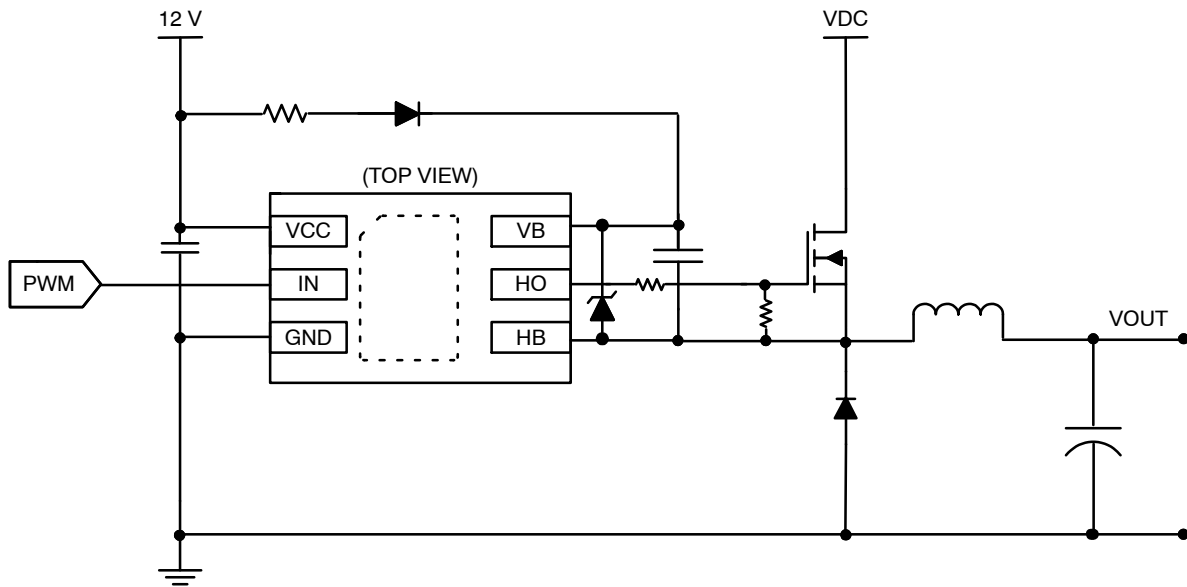 12 V
VDC
(TOP VIEW)
VCC
VB
PWM
IN
HO
GND
HB
VOUT